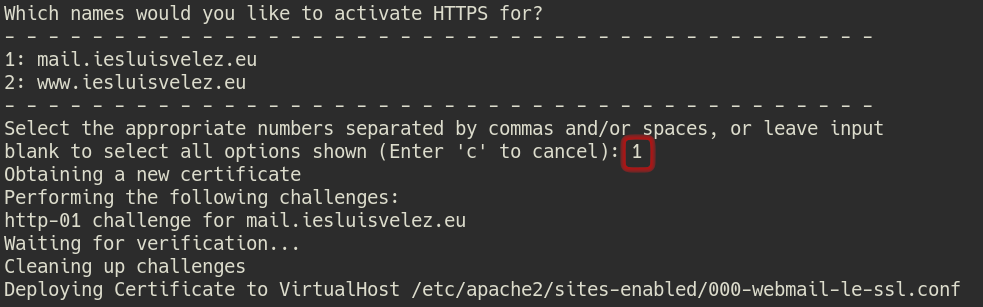 Which names would you like to activate HTTPS for?
- - - - - - - - - - - - - - - - - - - - - - - - - - - - - - - - - - - - - - - -
1: mail.iesluisvelez.eu
2: www.iesluisvelez.eu
- - - - - - - - - - - - - - - - - - - - - - - - - - - - - - - - - - - - - - - -
Select the appropriate numbers separated by commas and/or spaces, or leave input
blank to select all options shown (Enter 'c' to cancel): 1
Obtaining a new certificate
Performing the following challenges:
http-01 challenge for mail.iesluisvelez.eu
Waiting for verification...
Cleaning up challenges
Deploying Certificate to VirtualHost /etc/apache2/sites-enabled/000-webmail-le-ssl.conf